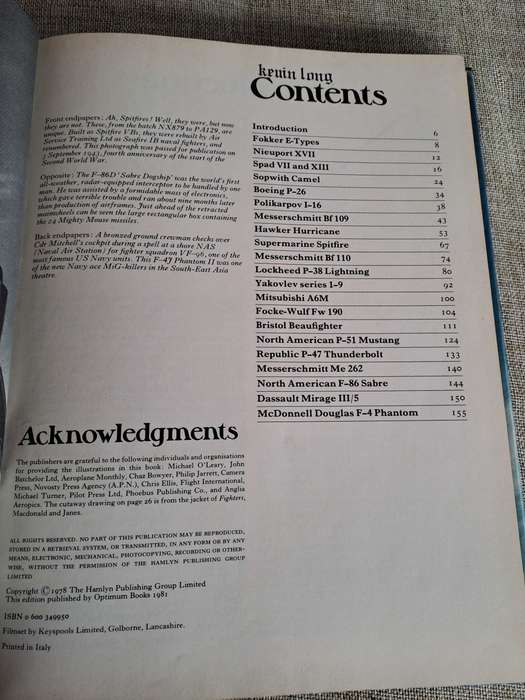 kevin long
Contents
Front endpapers: Ah, Spitfires! Well, they were, but now
they are not. These, from the batch NX879 to PA129, are
unique. Built as Spitfire VBs, they were rebuilt by Air
Service Training Ltd as Seafire IB naval fighters, and
renumbered. This photograph was passed for publication on
3 September 1943, fourth anniversary of the start of the
Second World War.
Opposite: The F-86D 'Sabre Dogship' was the world's first
all-weather, radar-equipped interceptor to be handled by one
man. He was assisted by a formidable mass of electronics,
which gave terrible trouble and ran about nine months later
than production of airframes. Just ahead of the retracted
mainwheels can be seen the large rectangular box containing
the 24 Mighty Mouse missiles.
Back endpapers: A bronzed ground crewman checks over
Cdr Mitchell's cockpit during a spell at a shore NAS
(Naval Air Station) for fighter squadron VF-96, one of the
most famous US Navy units. This F-4J Phantom II was one
of the new Navy ace MiG-killers in the South-East Asia
theatre.
Introduction 6
Fokker E-Types 8
Nieuport XVII 12
Spad VII and XIII 16
Sopwith Camel 24
Boeing P-26 34
Polikarpov I-16 38
Messerschmitt Bf 109 43
Hawker Hurricane 53
Supermarine Spitfire 67
Messerschmitt Bf 110 74
Lockheed P-38 Lightning 80
Yakovlev series 1-9 92
Mitsubishi A6M 100
Focke-Wulf Fw 190 104
Bristol Beaufighter 111
North American P-51 Mustang 124
Republic P-47 Thunderbolt 133
Messerschmitt Me 262 140
North American F-86 Sabre 144
Dassault Mirage III/5 150
McDonnell Douglas F-4 Phantom 155
Acknowledgments
The publishers are grateful to the following individuals and organisations
for providing the illustrations in this book: Michael O'Leary, John
Batchelor Ltd, Aeroplane Monthly, Chaz Bowyer, Philip Jarrett, Camera
Press, Novosty Press Agency (A.P.N.), Chris Ellis, Flight International,
Michael Turner, Pilot Press Ltd, Phoebus Publishing Co., and Anglia
Aeropics. The cutaway drawing on page 26 is from the jacket of Fighters,
Macdonald and Janes.
ALL RIGHTS RESERVED. NO PART OF THIS PUBLICATION MAY BE REPRODUCED,
STORED IN A RETRIEVAL SYSTEM, OR TRANSMITTED, IN ANY FORM OR BY ANY
MEANS, ELECTRONIC, MECHANICAL, PHOTOCOPYING, RECORDING OR OTHER-
WISE, WITHOUT THE PERMISSION OF THE HAMLYN PUBLISHING GROUP
LIMITED
Copyright © 1978 The Hamlyn Publishing Group Limited
This edition published by Optimum Books 1981
ISBN 0 600 349950
Filmset by Keyspools Limited, Golborne, Lancashire.
Printed in Italy